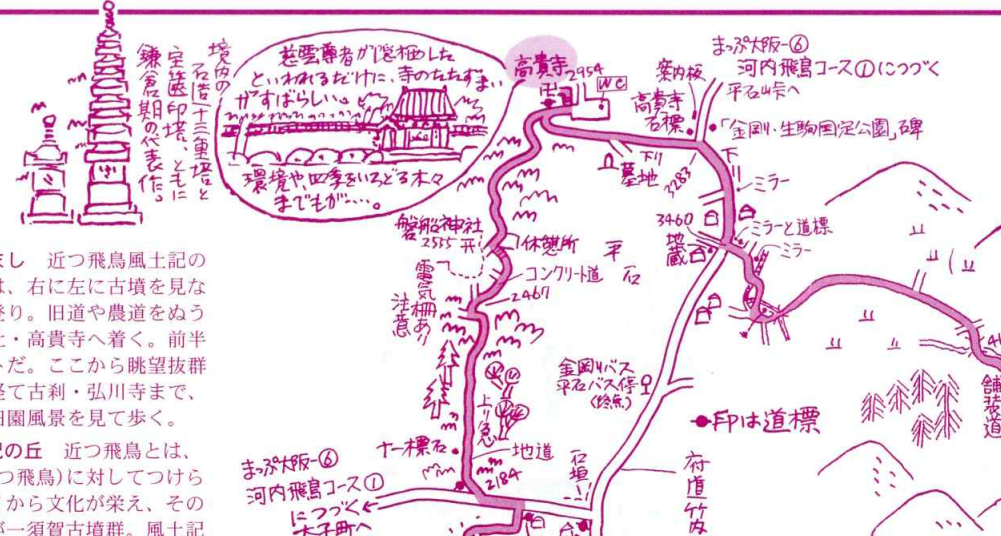 境内の
石造十三重塔と
宝篋印塔、ともに
鎌倉期の代表作。
慈雲尊者が隠栖した
といわれるだけに、寺のたたずまい
がすばらしい。
環境や、四季をいろどる木々
までもが…。
高貴寺
2954
WC
案内板
高貴寺
石標
まっぷ大阪-⑥
河内飛鳥コース①につづく
平石峠へ
「金剛・生駒国定公園」碑
下り
墓地
3283
下
ミラー
3460
地蔵
ミラーと道標
ミラー
磐船神社
2555
休憩所
平石
コンクリート道
2467
電気柵あり
注意
金剛バス
平石バス停
(終点)
印は道標
舗装道
上り急
十一標石
地道
2184
石垣
府道竹内
まっぷ大阪-⑥
河内飛鳥コース①
につづく
太子町へ
まし 近つ飛鳥風土記の
は、右に左に古墳を見な
登り。旧道や農道をぬう
社・高貴寺へ着く。前半
トだ。ここから眺望抜群
経て古刹・弘川寺まで、
田園風景を見て歩く。
記の丘 近つ飛鳥とは、
つ飛鳥)に対してつけら
から文化が栄え、その
が一須賀古墳群。風土記